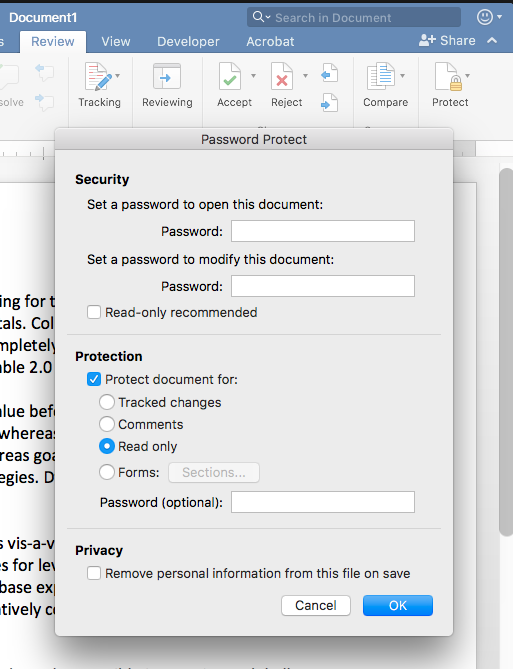 Document1
Search in Document
Review View Developer Acrobat Share
Tracking Reviewing Accept Reject Compare Protect
Password Protect
Security
Set a password to open this document:
Password:
Set a password to modify this document:
Password:
Read-only recommended
Protection
Protect document for:
Tracked changes
Comments
Read only
Forms: Sections...
Password (optional):
Privacy
Remove personal information from this file on save
Cancel OK
ing for t
tals. Col
mpletely
able 2.0
alue bef
whereas
reas goa
egies. D
s vis-a-v
es for lev
base exp
atively co